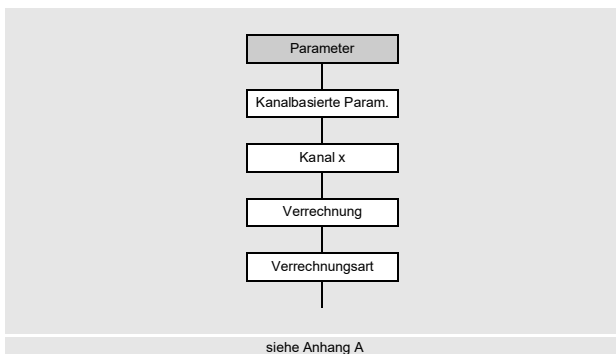 Parameter
Kanalbasierte Param.
Kanal x
Verrechnung
Verrechnungsart
siehe Anhang A